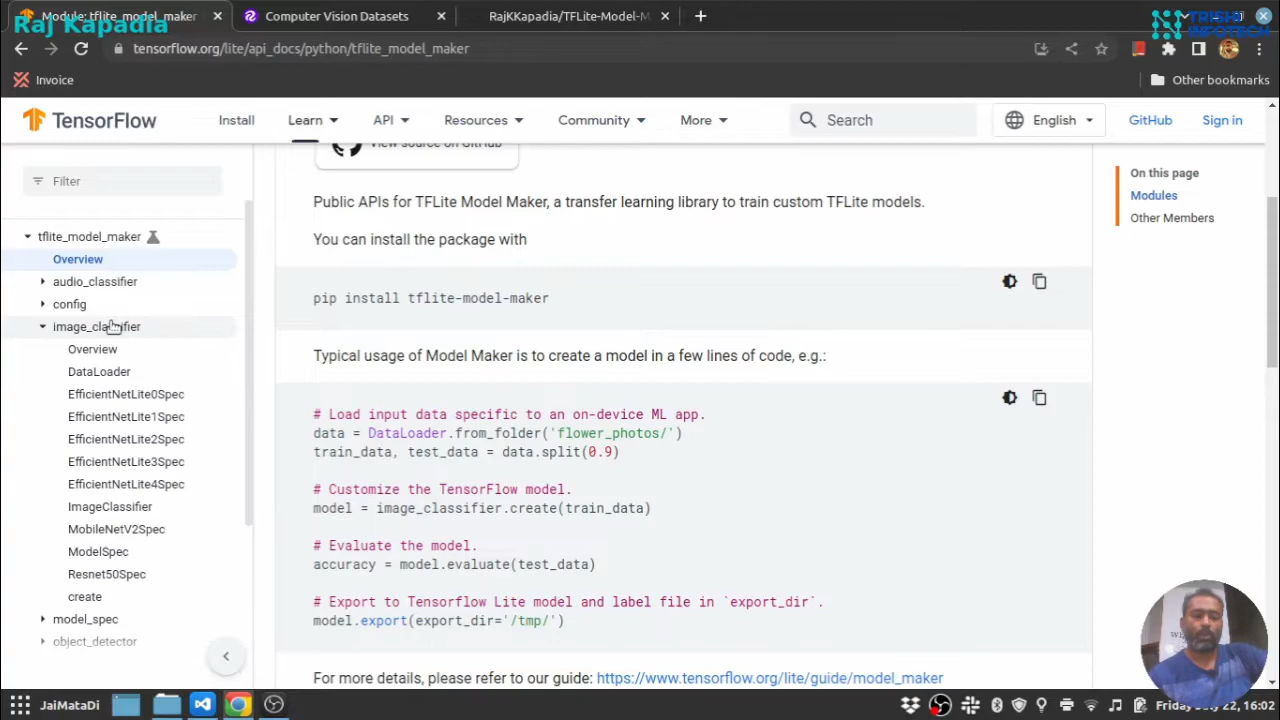 Module: tflite_model_maker
Computer Vision Datasets
RajKKapadia/TFLite-Model-M
Raj Kapadia
TRISHI
INFOTECH
tensorflow.org/lite/api_docs/python/tflite_model_maker
Invoice
Other bookmarks
TensorFlow
Install
Learn
API
Resources
Community
More
Search
English
GitHub
Sign in
Filter
tflite_model_maker
Overview
audio_classifier
config
image_classifier
Overview
DataLoader
EfficientNetLite0Spec
EfficientNetLite1Spec
EfficientNetLite2Spec
EfficientNetLite3Spec
EfficientNetLite4Spec
ImageClassifier
MobileNetV2Spec
ModelSpec
Resnet50Spec
create
model_spec
object_detector
View source on GitHub
Public APIs for TFLite Model Maker, a transfer learning library to train custom TFLite models.
You can install the package with
pip install tflite-model-maker
Typical usage of Model Maker is to create a model in a few lines of code, e.g.:
# Load input data specific to an on-device ML app.
data = DataLoader.from_folder('flower_photos/')
train_data, test_data = data.split(0.9)
# Customize the TensorFlow model.
model = image_classifier.create(train_data)
# Evaluate the model.
accuracy = model.evaluate(test_data)
# Export to Tensorflow Lite model and label file in `export_dir`.
model.export(export_dir='/tmp/')
For more details, please refer to our guide: https://www.tensorflow.org/lite/guide/model_maker
On this page
Modules
Other Members
JaiMataDi
Friday July 22, 16:02